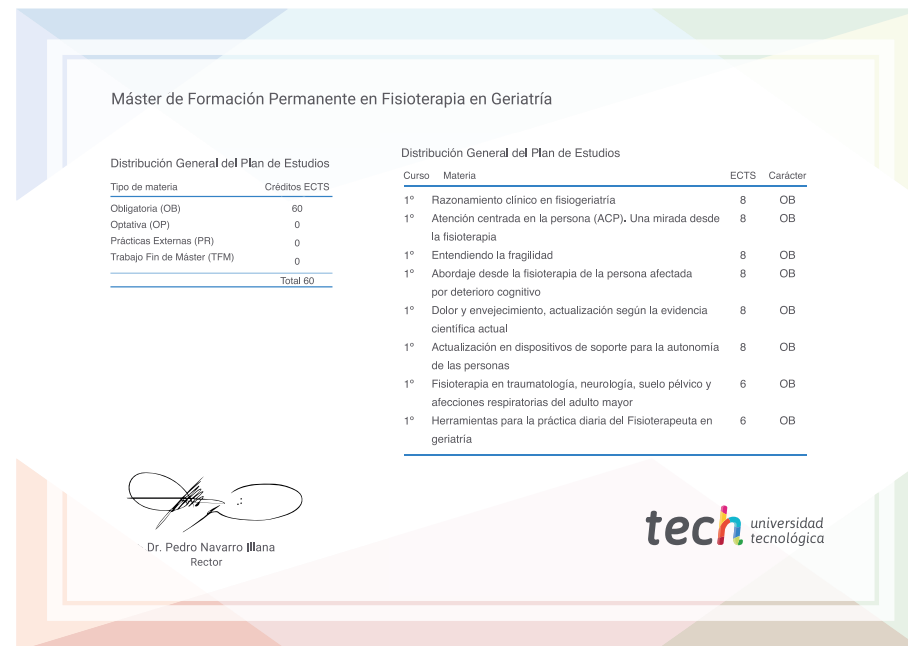 Máster de Formación Permanente en Fisioterapia en Geriatría
Distribución General del Plan de Estudios
Tipo de materia Créditos ECTS
Obligatoria (OB) 60
Optativa (OP) 0
Prácticas Externas (PR) 0
Trabajo Fin de Máster (TFM) 0
Total 60
Distribución General del Plan de Estudios
Curso Materia ECTS Carácter
1º Razonamiento clínico en fisiogeriatría 8 OB
1º Atención centrada en la persona (ACP). Una mirada desde 8 OB
la fisioterapia
1º Entendiendo la fragilidad 8 OB
1º Abordaje desde la fisioterapia de la persona afectada 8 OB
por deterioro cognitivo
1º Dolor y envejecimiento, actualización según la evidencia 8 OB
científica actual
1º Actualización en dispositivos de soporte para la autonomía 8 OB
de las personas
1º Fisioterapia en traumatología, neurología, suelo pélvico y 6 OB
afecciones respiratorias del adulto mayor
1º Herramientas para la práctica diaria del Fisioterapeuta en 6 OB
geriatría
Dr. Pedro Navarro Illana
Rector
tech universidad
tecnológica